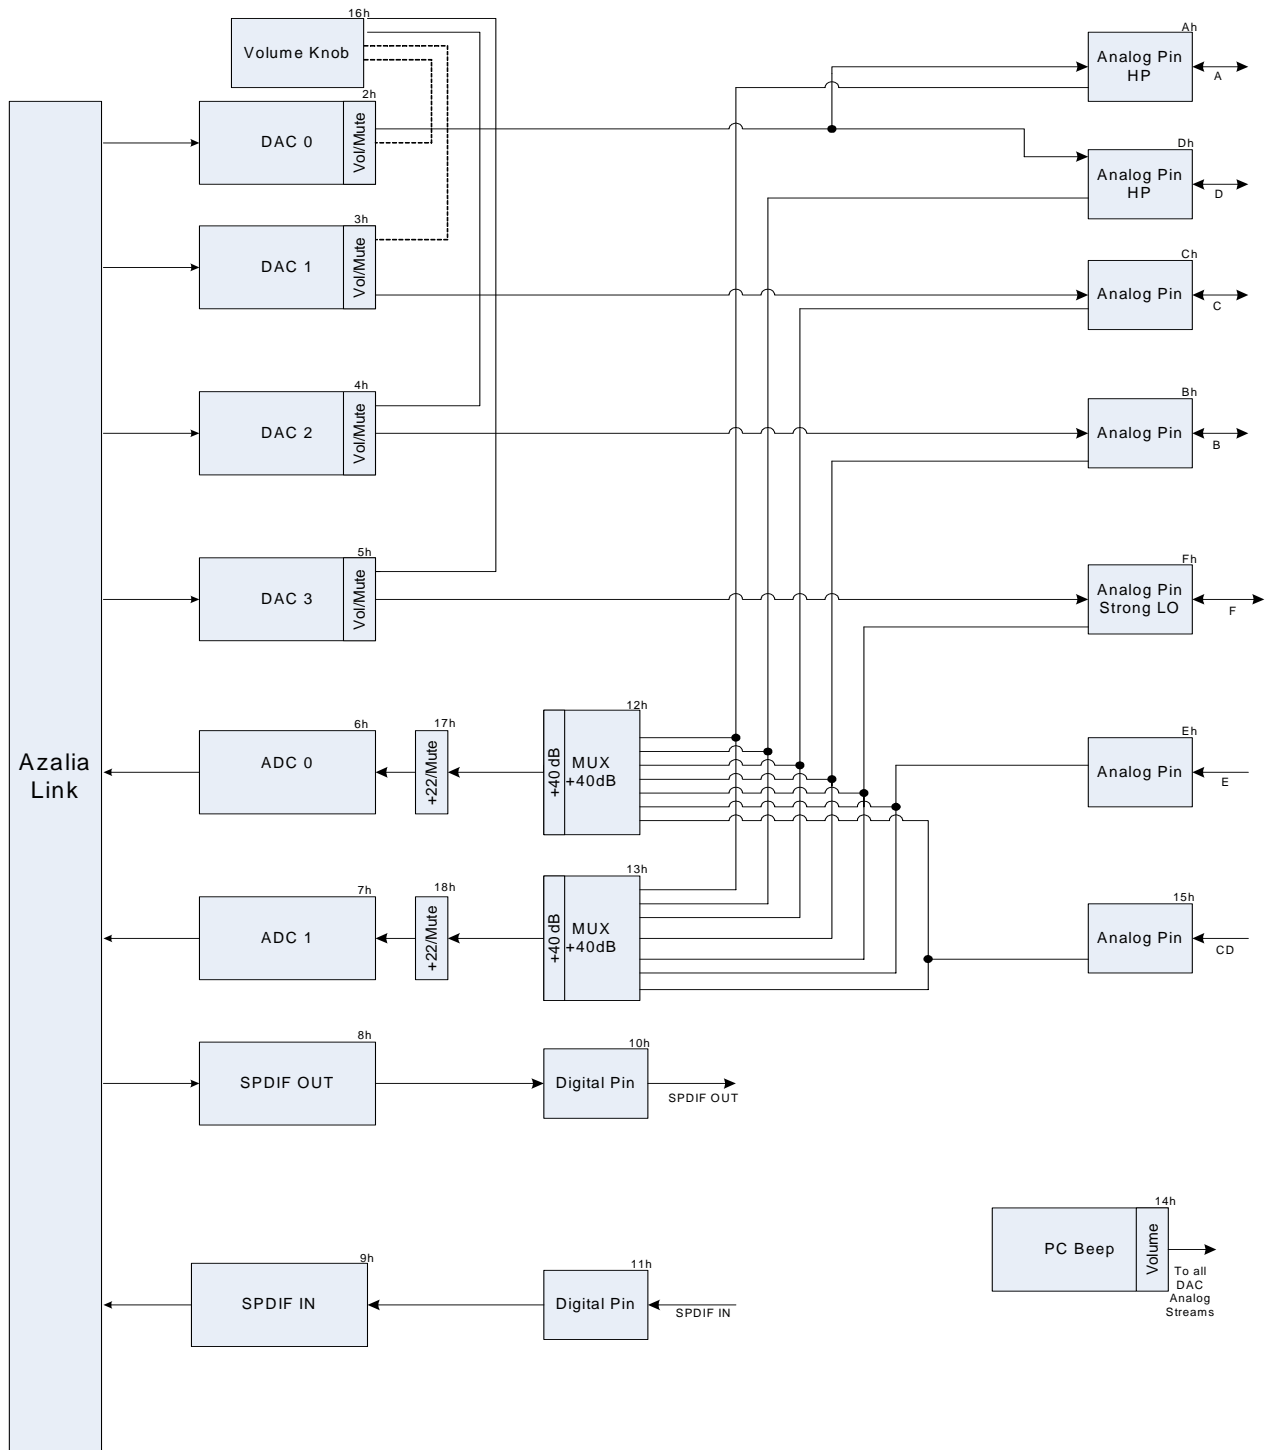 16h
Volume Knob
2h
DAC 0
Vol/Mute
3h
DAC 1
Vol/Mute
4h
DAC 2
Vol/Mute
5h
DAC 3
Vol/Mute
Azalia
Link
6h
ADC 0
17h
+22/Mute
12h
+40 dB
MUX
+40dB
7h
ADC 1
18h
+22/Mute
13h
+40 dB
MUX
+40dB
8h
SPDIF OUT
10h
Digital Pin
SPDIF OUT
9h
SPDIF IN
11h
Digital Pin
SPDIF IN
Ah
Analog Pin
HP
A
Dh
Analog Pin
HP
D
Ch
Analog Pin
C
Bh
Analog Pin
B
Fh
Analog Pin
Strong LO
F
Eh
Analog Pin
E
15h
Analog Pin
CD
14h
PC Beep
Volume
To all
DAC
Analog
Streams